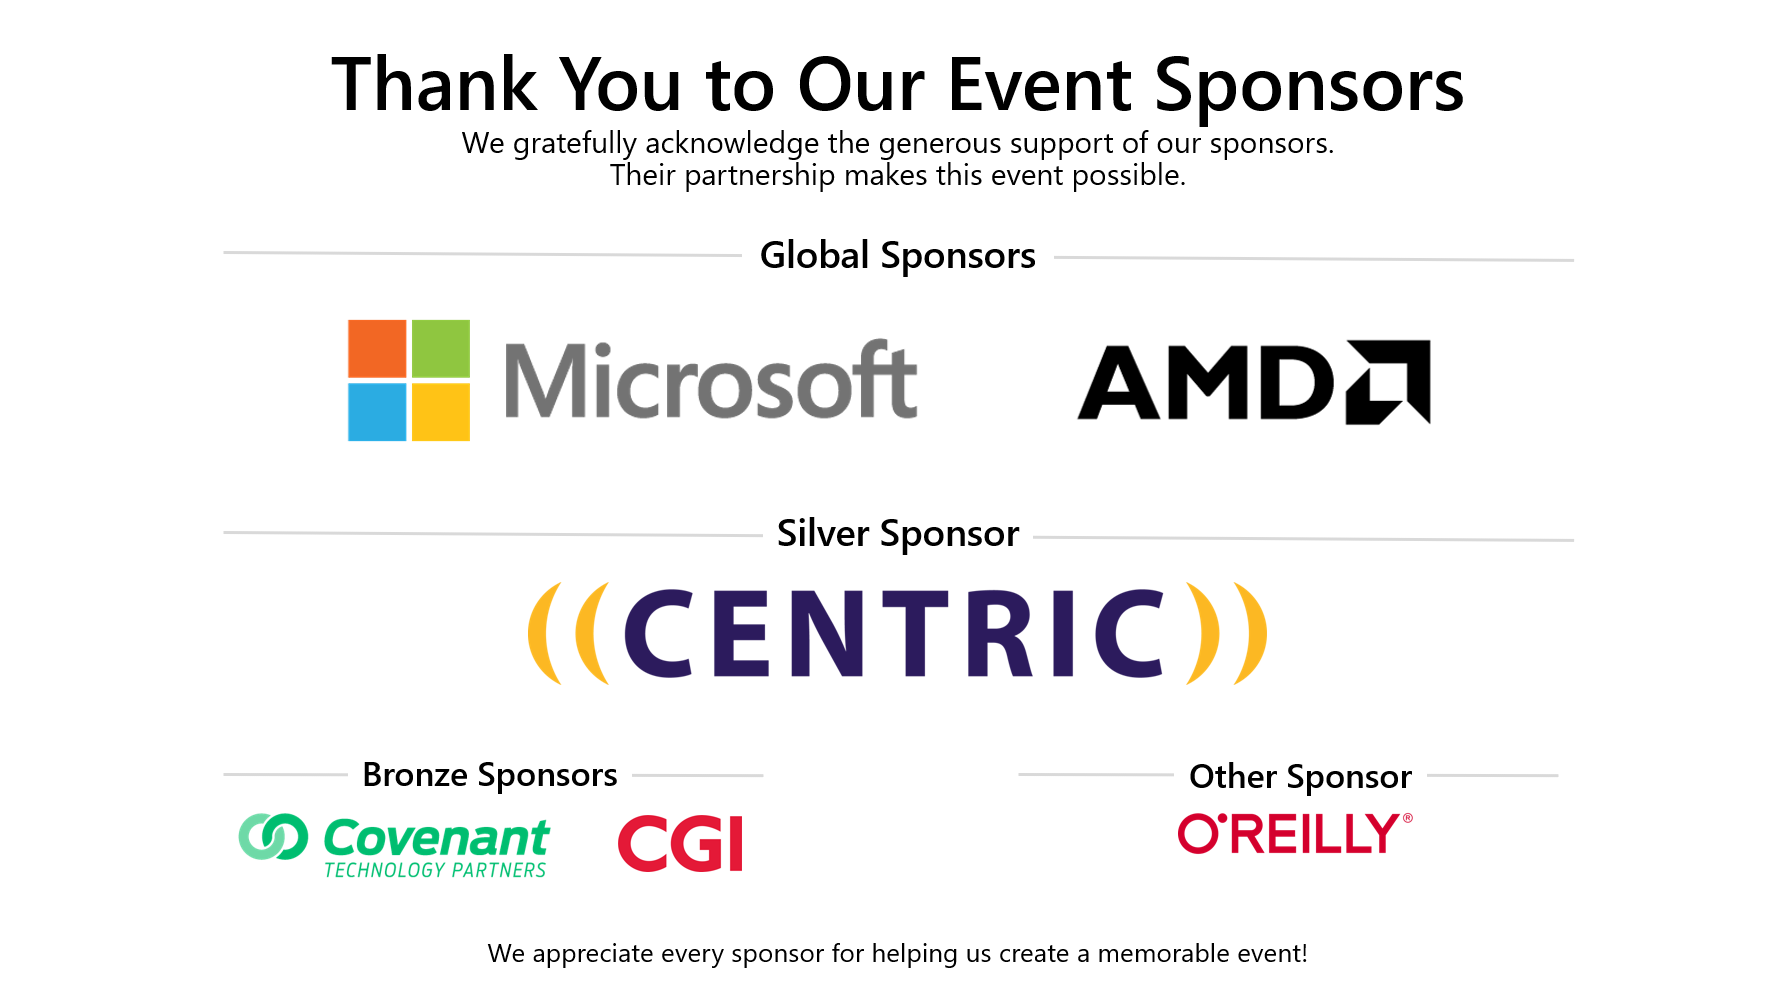 Thank You to Our Event Sponsors
We gratefully acknowledge the generous support of our sponsors.
Their partnership makes this event possible.
Global Sponsors
Microsoft
AMD
Silver Sponsor
((CENTRIC))
Bronze Sponsors
Covenant
TECHNOLOGY PARTNERS
CGI
Other Sponsor
O'REILLY®
We appreciate every sponsor for helping us create a memorable event!